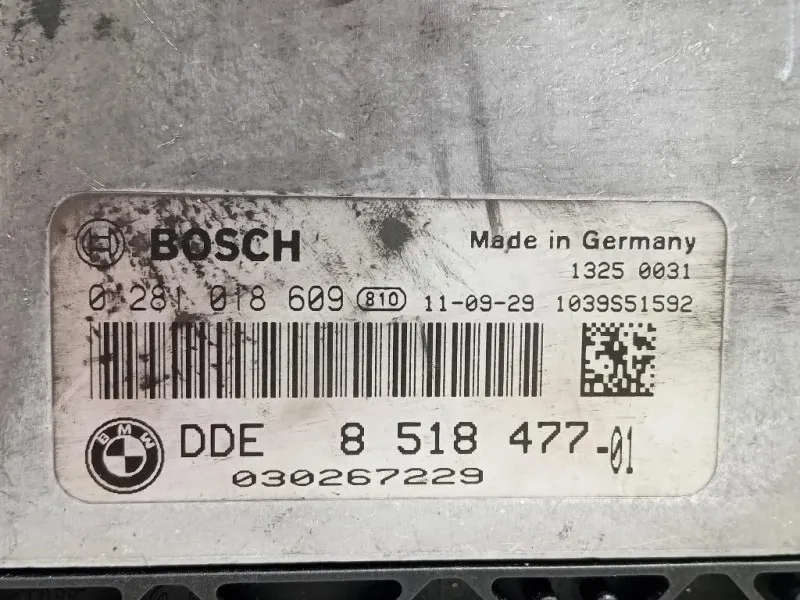 BOSCH
Made in Germany
1325 0031
0 281 018 609 810 11-09-29 1039S51592
BMW DDE 8 518 477-01
030267229